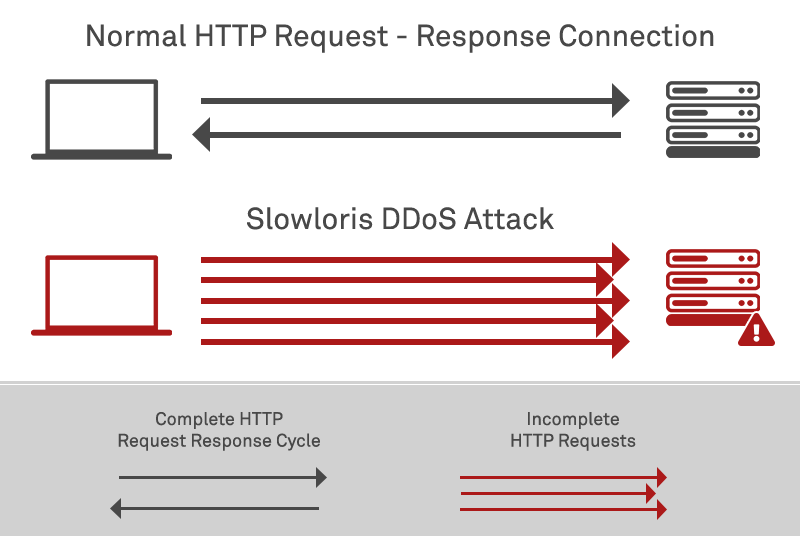 Normal HTTP Request - Response Connection
Slowloris DDoS Attack
Complete HTTP
Request Response Cycle
Incomplete
HTTP Requests